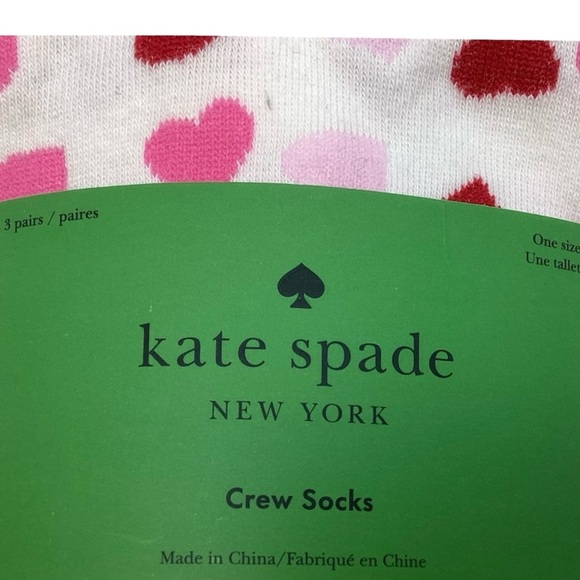 3 pairs / paires
One size
Une taille
kate spade
NEW YORK
Crew Socks
Made in China/Fabriqué en Chine